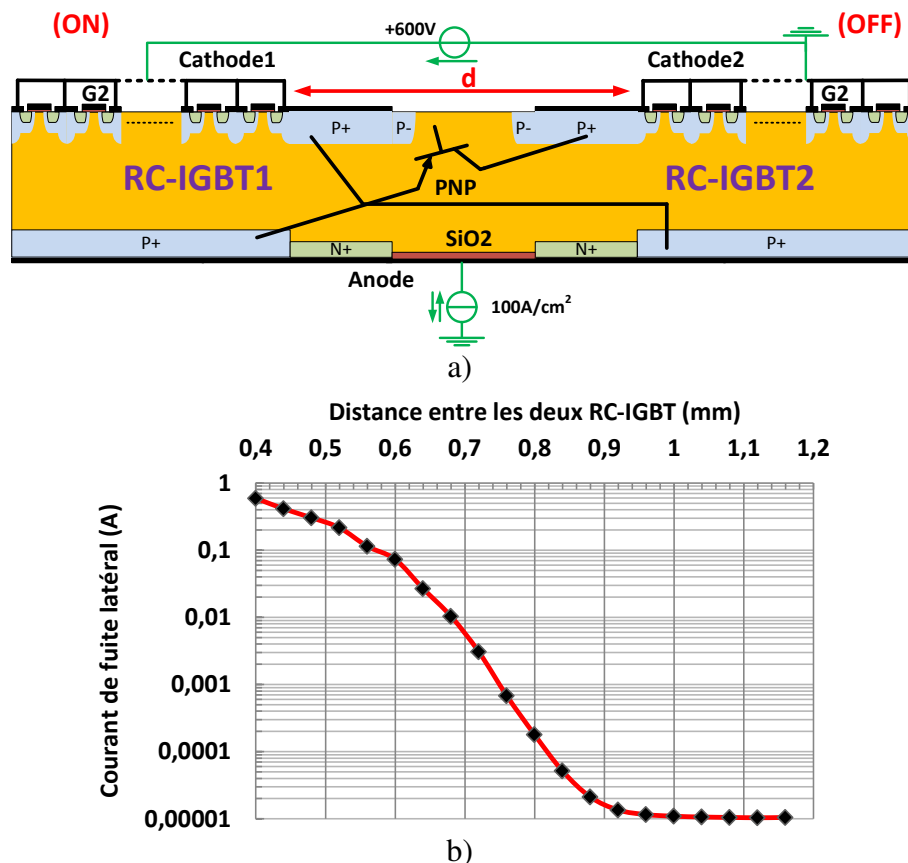 (ON)
+600V
(OFF)
Cathode1
Cathode2
G2
d
G2
P+
P-
P-
P+
RC-IGBT1
PNP
RC-IGBT2
P+
N+
SiO2
N+
P+
Anode
100A/cm²
a)
Distance entre les deux RC-IGBT (mm)
0,4 0,5 0,6 0,7 0,8 0,9 1 1,1 1,2
Courant de fuite latéral (A)
1
0,1
0,01
0,001
0,0001
0,00001
b)